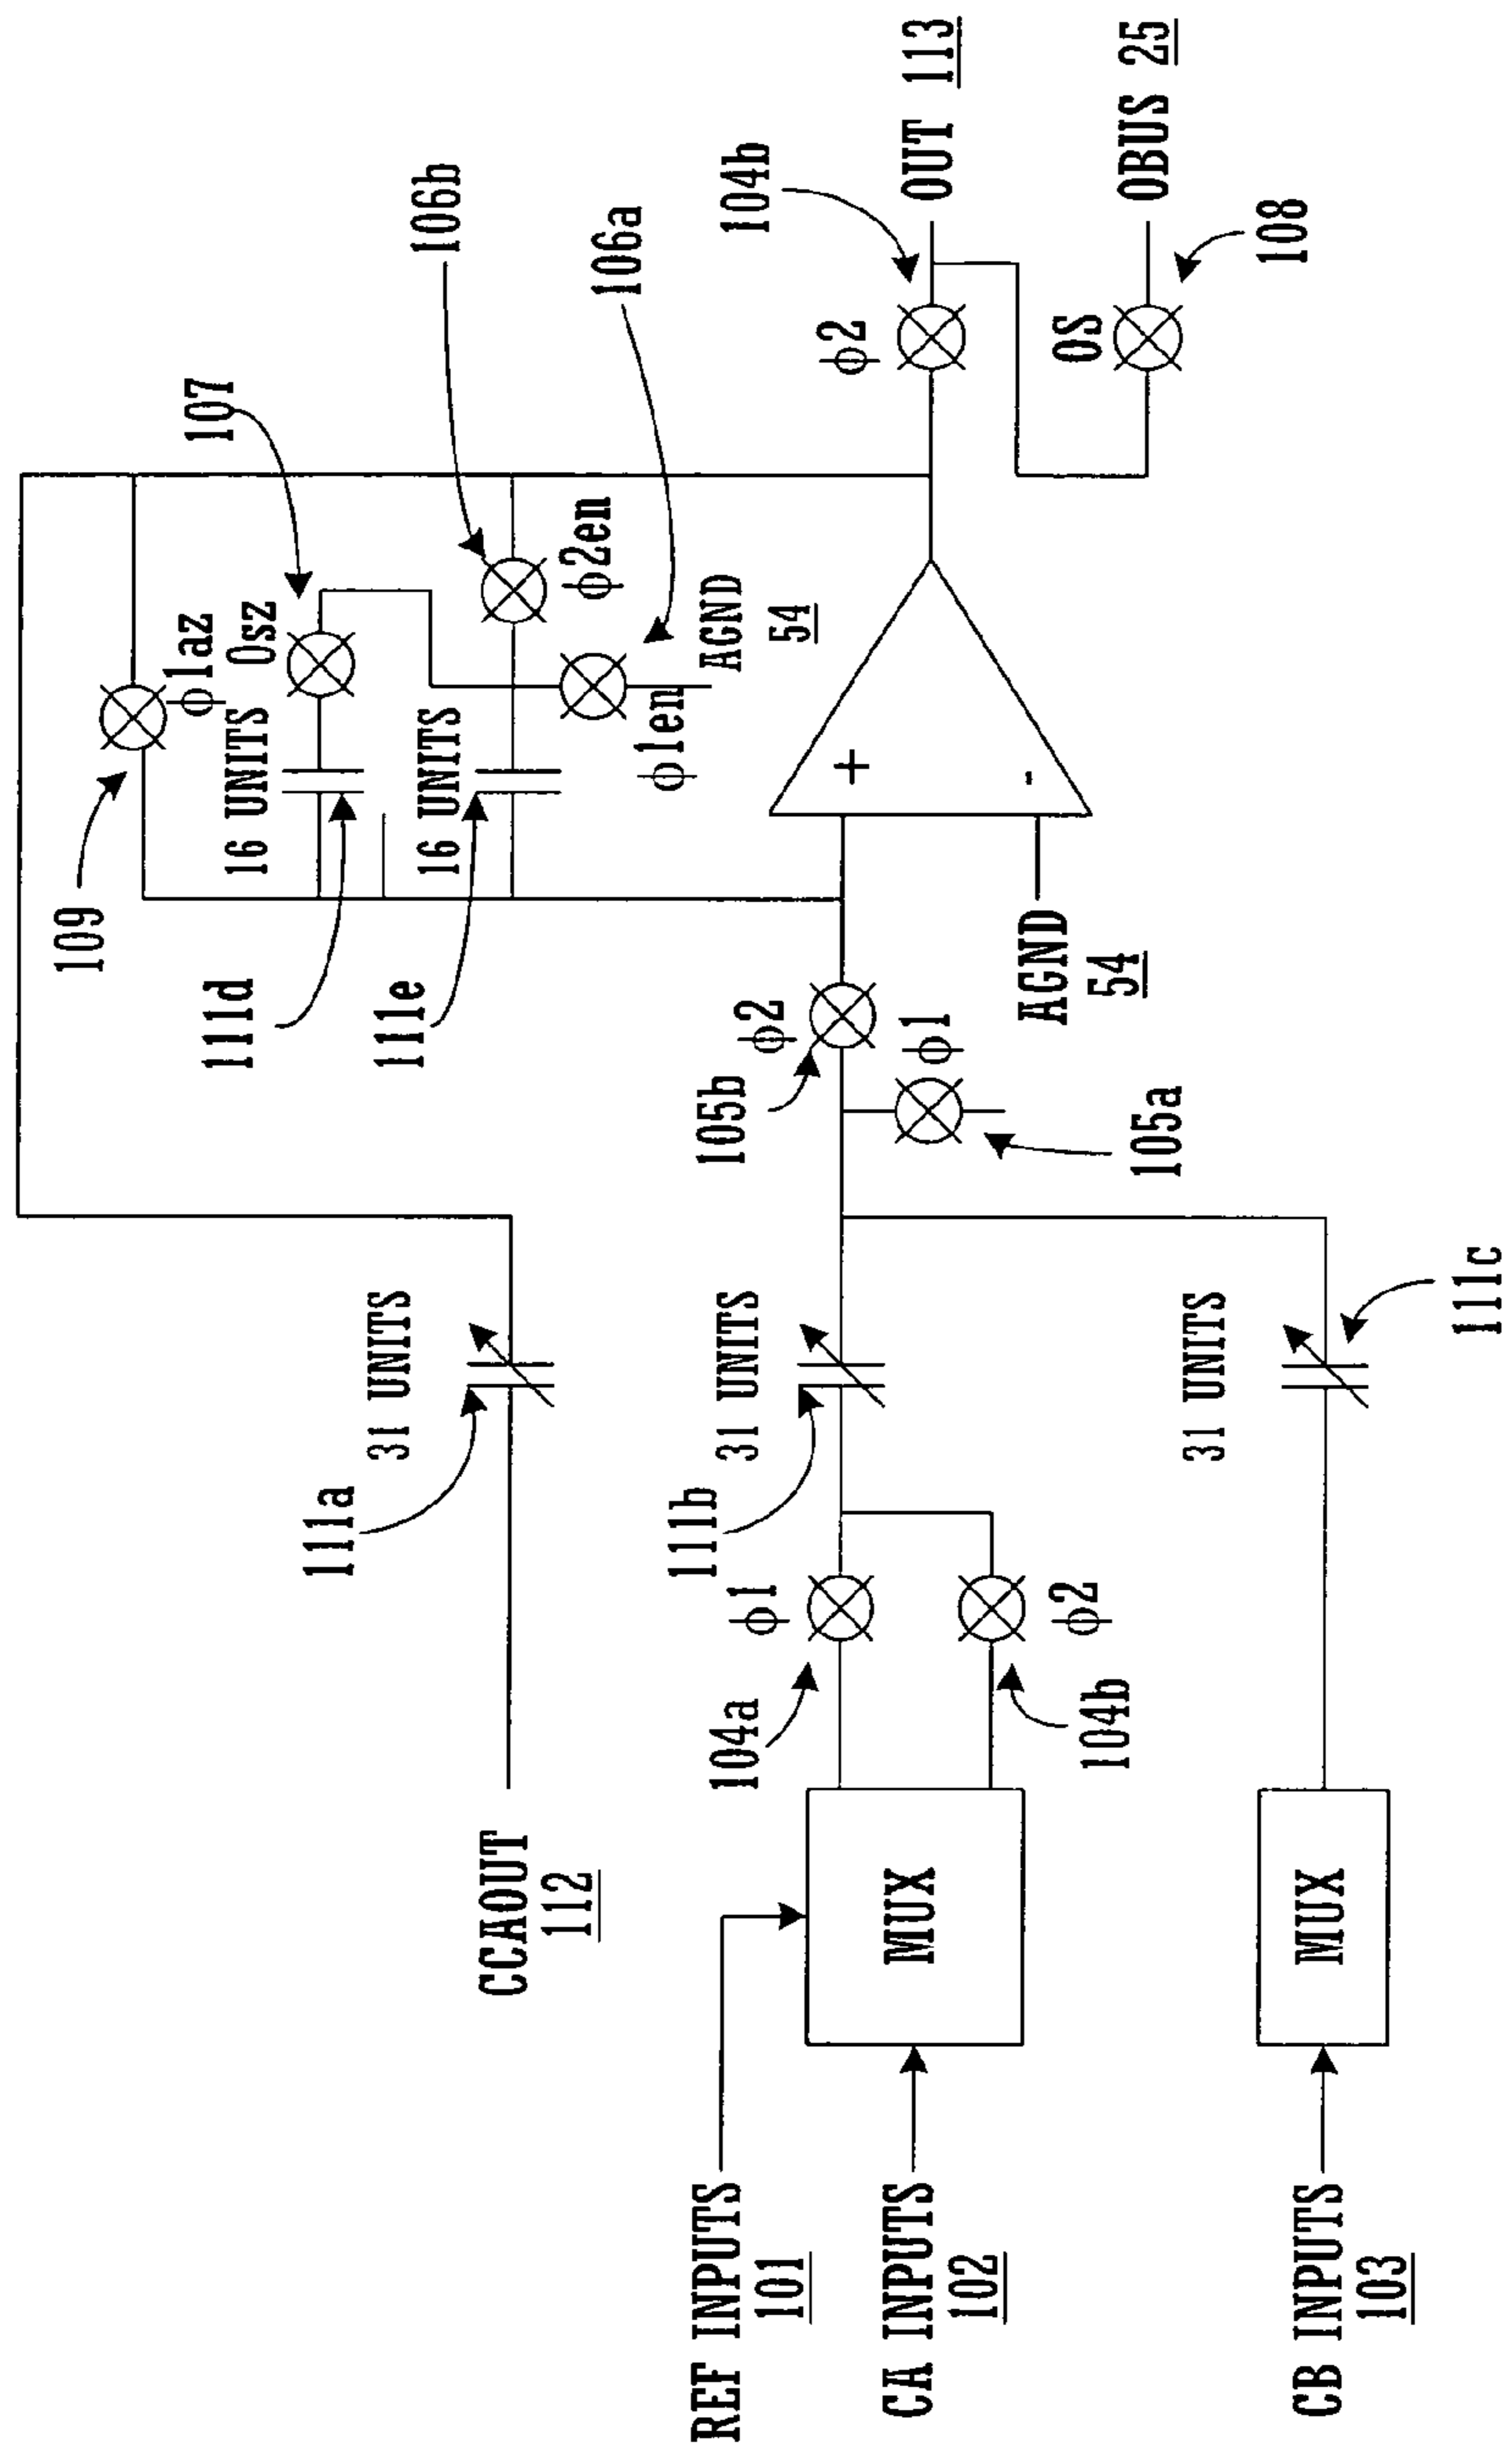 109
107
ϕ1az
106b
16 UNITS
Osz
111d
16 UNITS
ϕ2en
106a
111e
ϕ1en
AGND
54
111a
31 UNITS
CCAOUT
112
104b
ϕ2
OUT 113
OS
OBUS 25
108
+
-
AGND
54
105b
ϕ2
ϕ1
105a
REF INPUTS
101
104a
ϕ1
111b
31 UNITS
MUX
CA INPUTS
102
104b
ϕ2
31 UNITS
111c
MUX
CB INPUTS
103